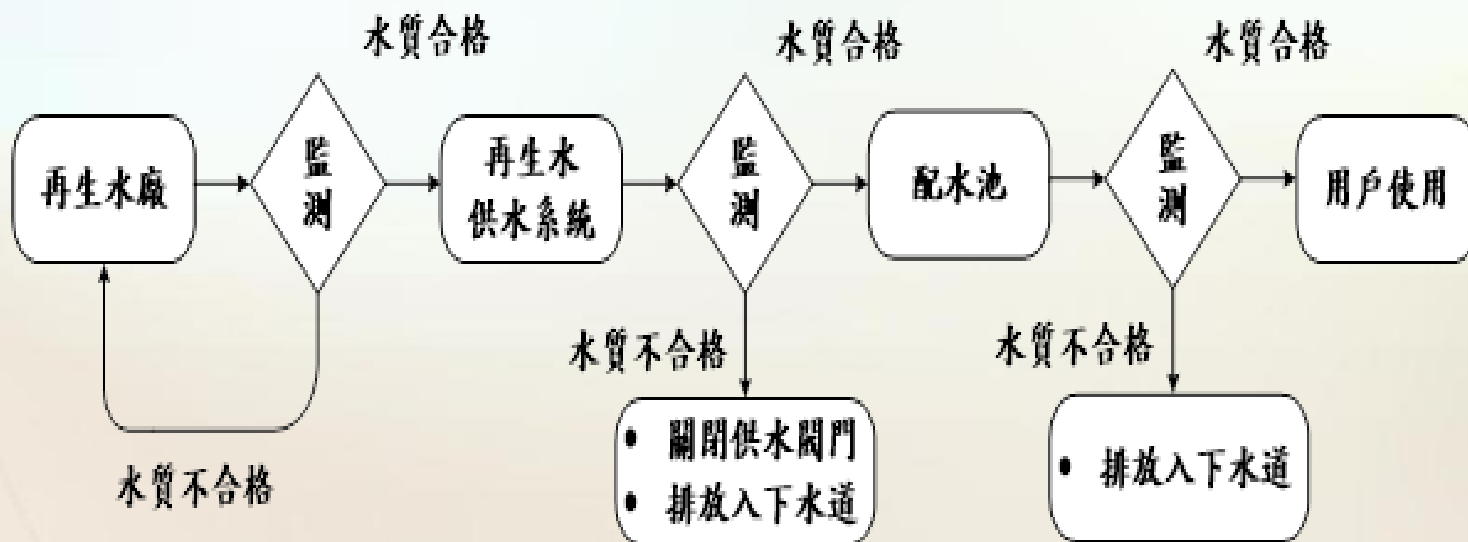 水質合格
水質合格
水質合格
再生水廠
監
測
再生水
供水系統
監
測
配水池
監
測
用戶使用
水質不合格
水質不合格
水質不合格
• 關閉供水閥門
• 排放入下水道
• 排放入下水道